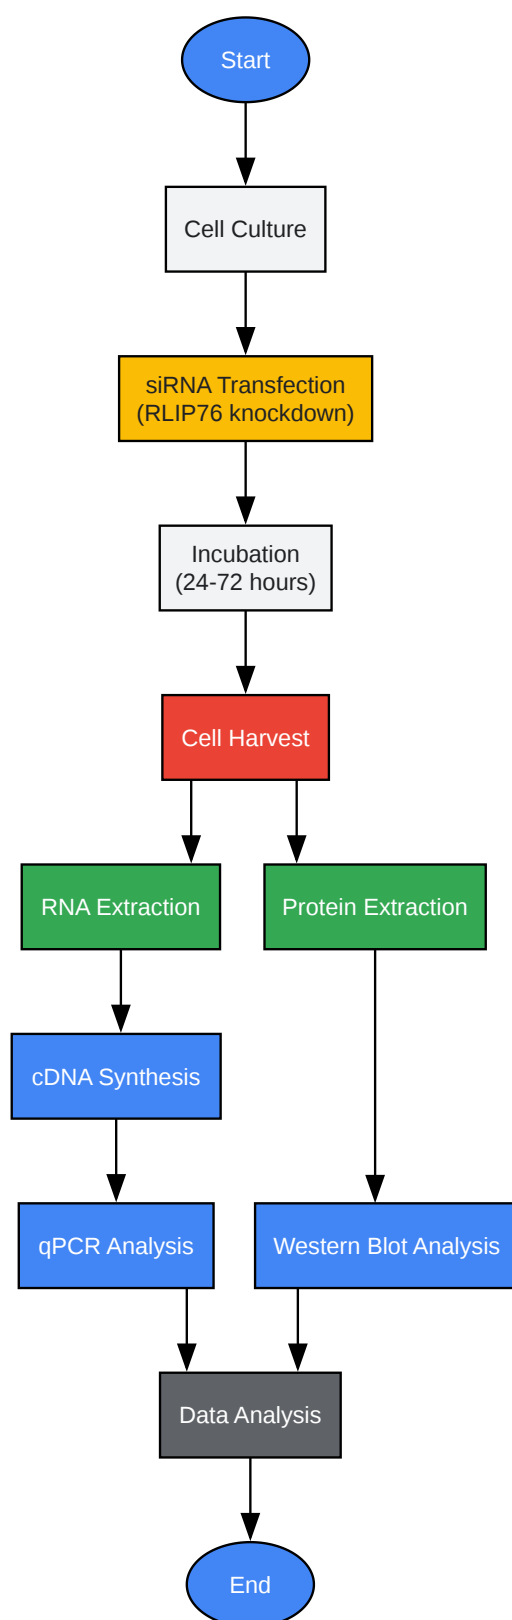 Start
Cell Culture
siRNA Transfection
(RLIP76 knockdown)
Incubation
(24-72 hours)
Cell Harvest
RNA Extraction
Protein Extraction
cDNA Synthesis
qPCR Analysis
Western Blot Analysis
Data Analysis
End